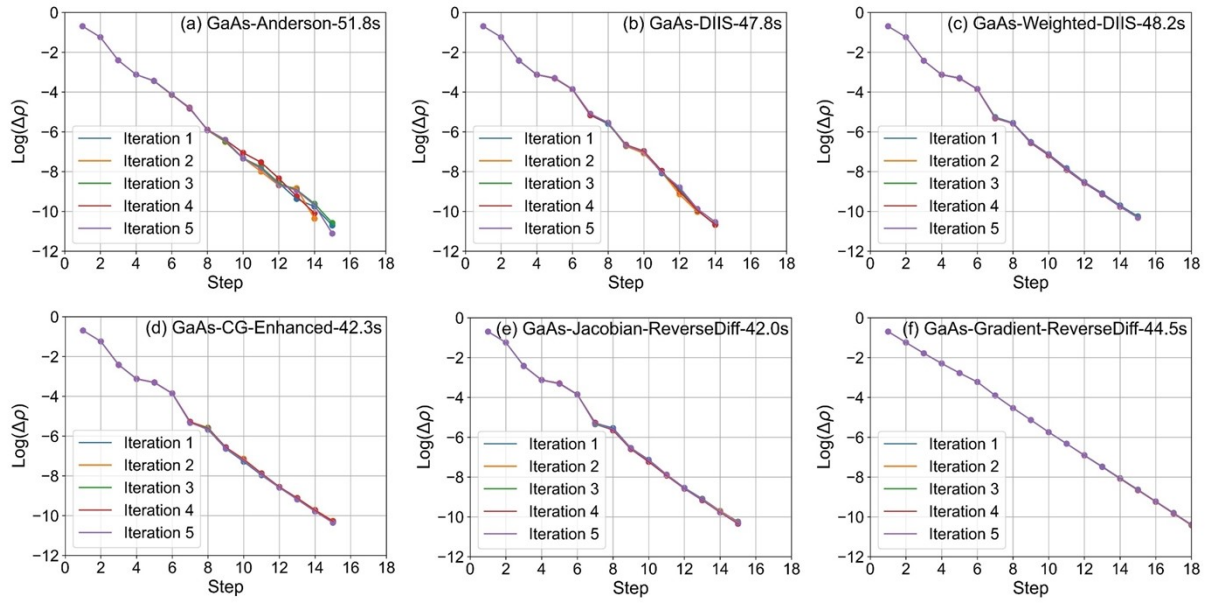 (a) GaAs-Anderson-51.8s
Log(Δρ)
0
−2
−4
−6
−8
−10
−12
Iteration 1
Iteration 2
Iteration 3
Iteration 4
Iteration 5
0 2 4 6 8 10 12 14 16 18
Step
(b) GaAs-DIIS-47.8s
Log(Δρ)
0
−2
−4
−6
−8
−10
−12
Iteration 1
Iteration 2
Iteration 3
Iteration 4
Iteration 5
0 2 4 6 8 10 12 14 16 18
Step
(c) GaAs-Weighted-DIIS-48.2s
Log(Δρ)
0
−2
−4
−6
−8
−10
−12
Iteration 1
Iteration 2
Iteration 3
Iteration 4
Iteration 5
0 2 4 6 8 10 12 14 16 18
Step
(d) GaAs-CG-Enhanced-42.3s
Log(Δρ)
0
−2
−4
−6
−8
−10
−12
Iteration 1
Iteration 2
Iteration 3
Iteration 4
Iteration 5
0 2 4 6 8 10 12 14 16 18
Step
(e) GaAs-Jacobian-ReverseDiff-42.0s
Log(Δρ)
0
−2
−4
−6
−8
−10
−12
Iteration 1
Iteration 2
Iteration 3
Iteration 4
Iteration 5
0 2 4 6 8 10 12 14 16 18
Step
(f) GaAs-Gradient-ReverseDiff-44.5s
Log(Δρ)
0
−2
−4
−6
−8
−10
−12
Iteration 1
Iteration 2
Iteration 3
Iteration 4
Iteration 5
0 2 4 6 8 10 12 14 16 18
Step